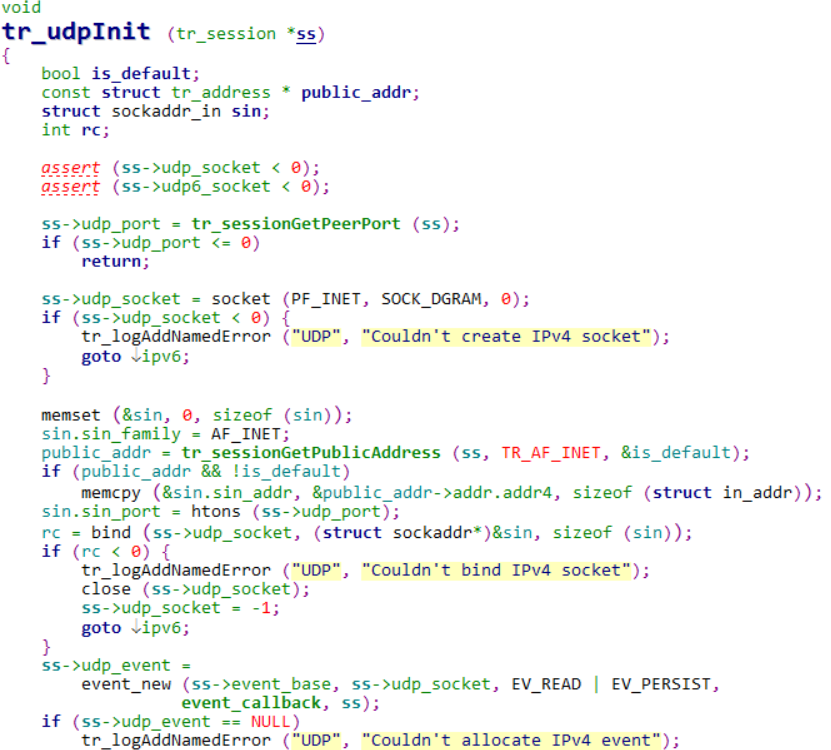 void
tr_udpInit (tr_session *ss)
{
    bool is_default;
    const struct tr_address * public_addr;
    struct sockaddr_in sin;
    int rc;

    assert (ss->udp_socket < 0);
    assert (ss->udp6_socket < 0);

    ss->udp_port = tr_sessionGetPeerPort (ss);
    if (ss->udp_port <= 0)
        return;

    ss->udp_socket = socket (PF_INET, SOCK_DGRAM, 0);
    if (ss->udp_socket < 0) {
        tr_logAddNamedError ("UDP", "Couldn't create IPv4 socket");
        goto ↓ipv6;
    }

    memset (&sin, 0, sizeof (sin));
    sin.sin_family = AF_INET;
    public_addr = tr_sessionGetPublicAddress (ss, TR_AF_INET, &is_default);
    if (public_addr && !is_default)
        memcpy (&sin.sin_addr, &public_addr->addr.addr4, sizeof (struct in_addr));
    sin.sin_port = htons (ss->udp_port);
    rc = bind (ss->udp_socket, (struct sockaddr*)&sin, sizeof (sin));
    if (rc < 0) {
        tr_logAddNamedError ("UDP", "Couldn't bind IPv4 socket");
        close (ss->udp_socket);
        ss->udp_socket = -1;
        goto ↓ipv6;
    }
    ss->udp_event =
        event_new (ss->event_base, ss->udp_socket, EV_READ | EV_PERSIST,
                   event_callback, ss);
    if (ss->udp_event == NULL)
        tr_logAddNamedError ("UDP", "Couldn't allocate IPv4 event");